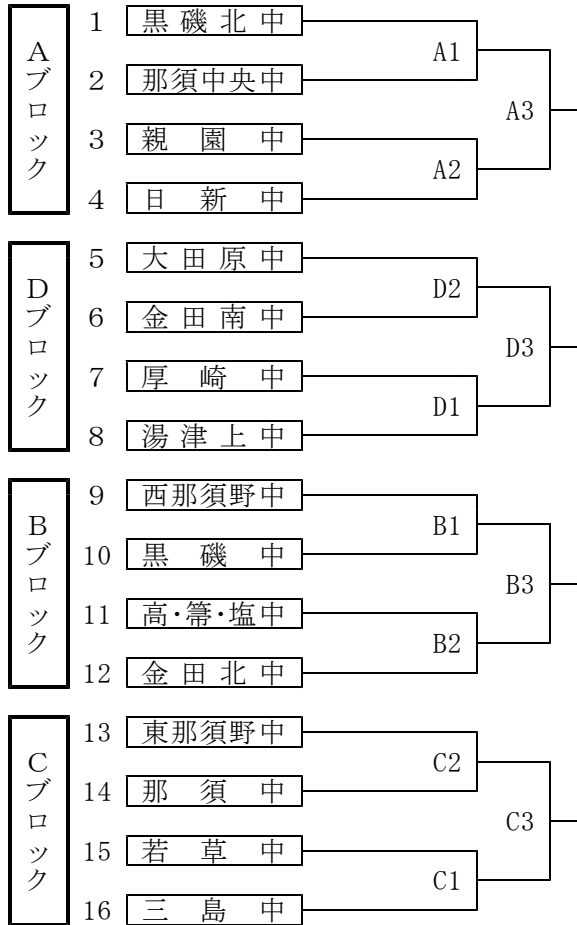 Aブロック
1 黒磯北中
A1
2 那須中央中
A3
3 親園中
A2
4 日新中
Dブロック
5 大田原中
D2
6 金田南中
D3
7 厚崎中
D1
8 湯津上中
Bブロック
9 西那須野中
B1
10 黒磯中
B3
11 高・箒・塩中
B2
12 金田北中
Cブロック
13 東那須野中
C2
14 那須中
C3
15 若草中
C1
16 三島中